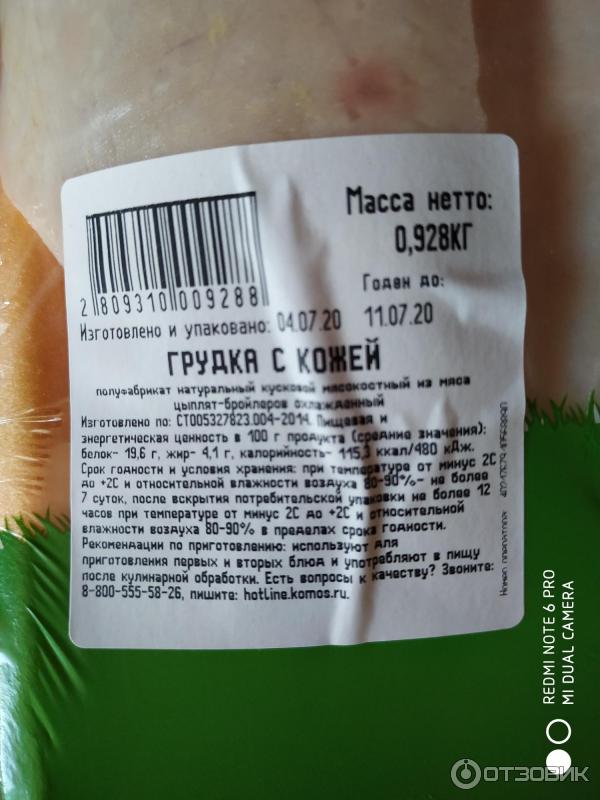 Масса нетто:
0,928КГ
Годен до:
2 809310 009288
Изготовлено и упаковано: 04.07.20 11.07.20
ГРУДКА С КОЖЕЙ
полуфабрикат натуральный кусковой мясокостный из мяса
цыплят-бройлеров охлажденный
Изготовлено по: СТО05327823.004-2014. Пищевая и
энергетическая ценность в 100 г продукта (средние значения):
белок- 19,6 г, жир- 4,1 г, калорийность- 115,3 ккал/480 кДж.
Срок годности и условия хранения: при температуре от минус 2С
до +2С и относительной влажности воздуха 80-90%- не более
7 суток, после вскрытия потребительской упаковки не более 12
часов при температуре от минус 2С до +2С и относительной
влажности воздуха 80-90% в пределах срока годности.
Рекомендации по приготовлению: используют для
приготовления первых и вторых блюд и употребляют в пищу
после кулинарной обработки. Есть вопросы к качеству? Звоните:
8-800-555-58-26, пишите: hotline.komos.ru.
Номер оператора
REDMI NOTE 6 PRO
MI DUAL CAMERA
ОТЗОВИК